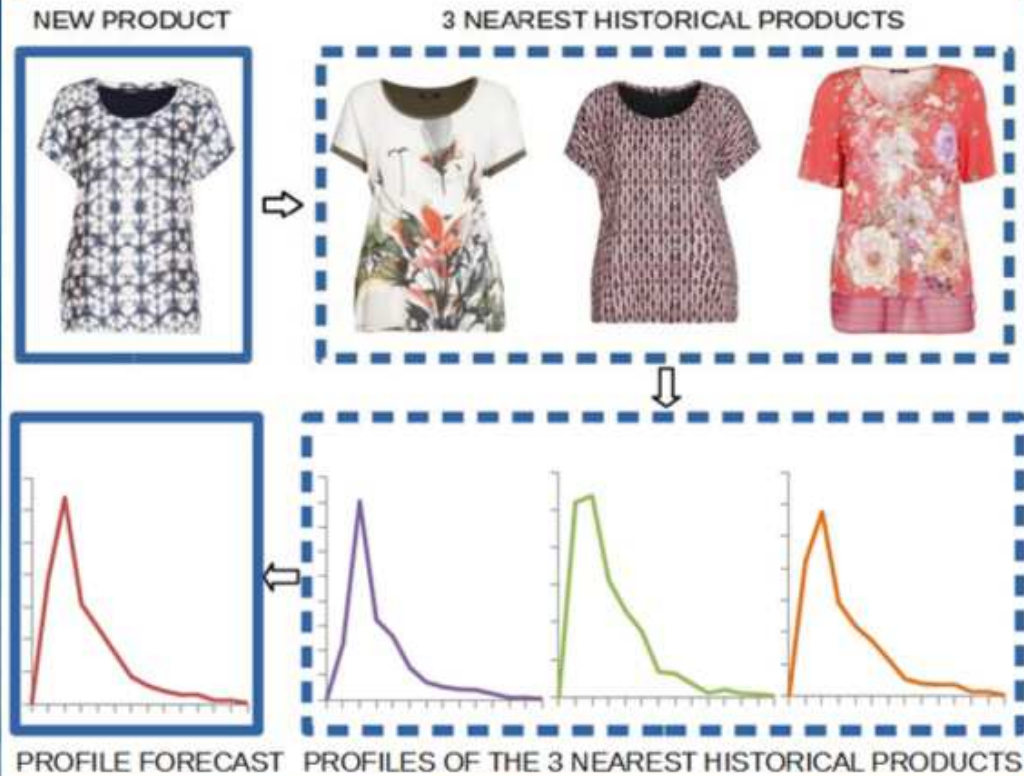 NEW PRODUCT
3 NEAREST HISTORICAL PRODUCTS
PROFILE FORECAST
PROFILES OF THE 3 NEAREST HISTORICAL PRODUCTS